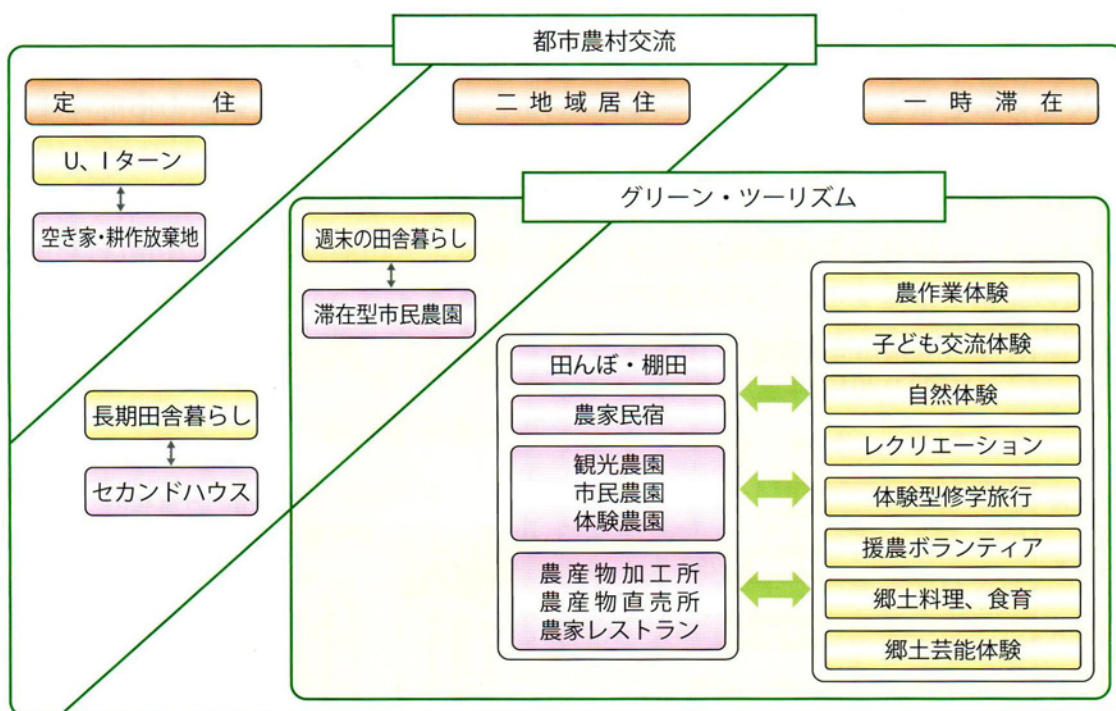 都市農村交流
定住
二地域居住
一時滞在
U、Iターン
空き家・耕作放棄地
グリーン・ツーリズム
週末の田舎暮らし
滞在型市民農園
長期田舎暮らし
セカンドハウス
田んぼ・棚田
農家民宿
観光農園
市民農園
体験農園
農産物加工所
農産物直売所
農家レストラン
農作業体験
子ども交流体験
自然体験
レクリエーション
体験型修学旅行
援農ボランティア
郷土料理、食育
郷土芸能体験